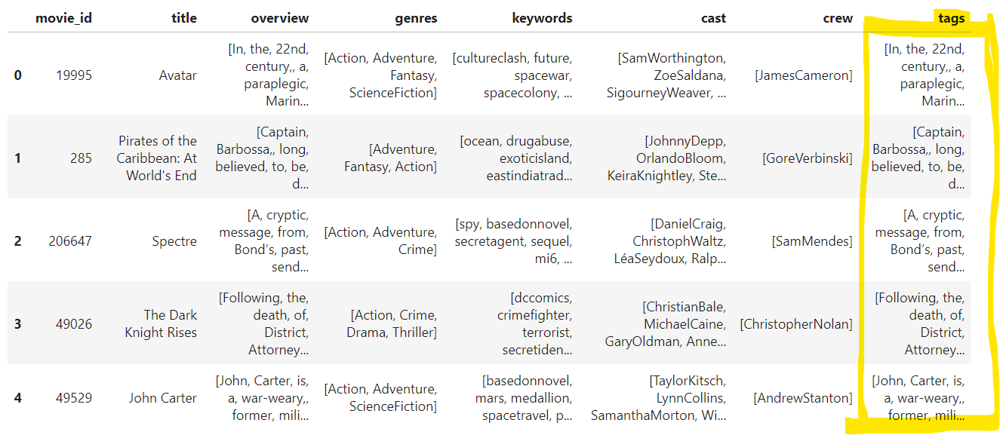 movie_id title overview genres keywords cast crew tags
0
19995
Avatar
[In, the, 22nd,
century,, a,
paraplegic,
Marin...
[Action, Adventure,
Fantasy,
ScienceFiction]
[cultureclash, future,
spacewar,
spacecolony, ...
[SamWorthington,
ZoeSaldana,
SigourneyWeaver, ...
[JamesCameron]
[In, the, 22nd,
century,, a,
paraplegic,
Marin...
1
285
Pirates of the
Caribbean: At
World's End
[Captain,
Barbossa,, long,
believed, to, be,
d...
[Adventure,
Fantasy, Action]
[ocean, drugabuse,
exoticisland,
eastindiatrad...
[JohnnyDepp,
OrlandoBloom,
KeiraKnightley, Ste...
[GoreVerbinski]
[Captain,
Barbossa,, long,
believed, to, be,
d...
2
206647
Spectre
[A, cryptic,
message, from,
Bond’s, past,
send...
[Action, Adventure,
Crime]
[spy, basedonnovel,
secretagent, sequel,
mi6, ...
[DanielCraig,
ChristophWaltz,
LéaSeydoux, Ralp...
[SamMendes]
[A, cryptic,
message, from,
Bond’s, past,
send...
3
49026
The Dark
Knight Rises
[Following, the,
death, of,
District,
Attorney...
[Action, Crime,
Drama, Thriller]
[dccomics,
crimefighter,
terrorist,
secretiden...
[ChristianBale,
MichaelCaine,
GaryOldman, Anne...
[ChristopherNolan]
[Following, the,
death, of,
District,
Attorney...
4
49529
John Carter
[John, Carter, is,
a, war-weary,,
former, mili...
[Action, Adventure,
ScienceFiction]
[basedonnovel,
mars, medallion,
spacetravel, p...
[TaylorKitsch,
LynnCollins,
SamanthaMorton, Wi...
[AndrewStanton]
[John, Carter, is,
a, war-weary,,
former, mili...